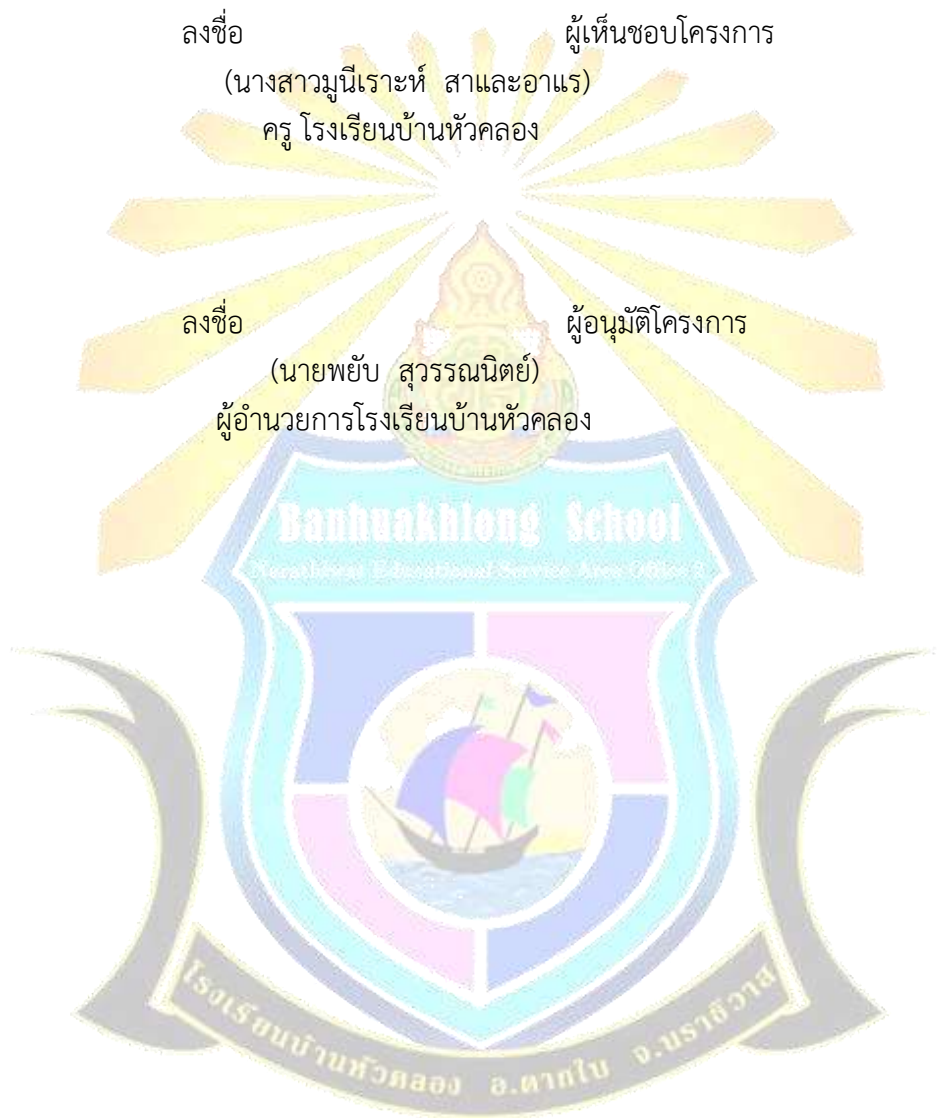 ลงชื่อ ผู้เห็นชอบโครงการ
(นางสาวมูนีเราะห์ สาและอาแร)
ครู โรงเรียนบ้านหัวคลอง
ลงชื่อ ผู้อนุมัติโครงการ
(นายพยับ สุวรรณนิตย์)
ผู้อำนวยการโรงเรียนบ้านหัวคลอง
Banhuakhlong School
Narathiwat Educational Service Area Office 2
โรงเรียนบ้านหัวคลอง อ.ตากใบ จ.นราธิวาส